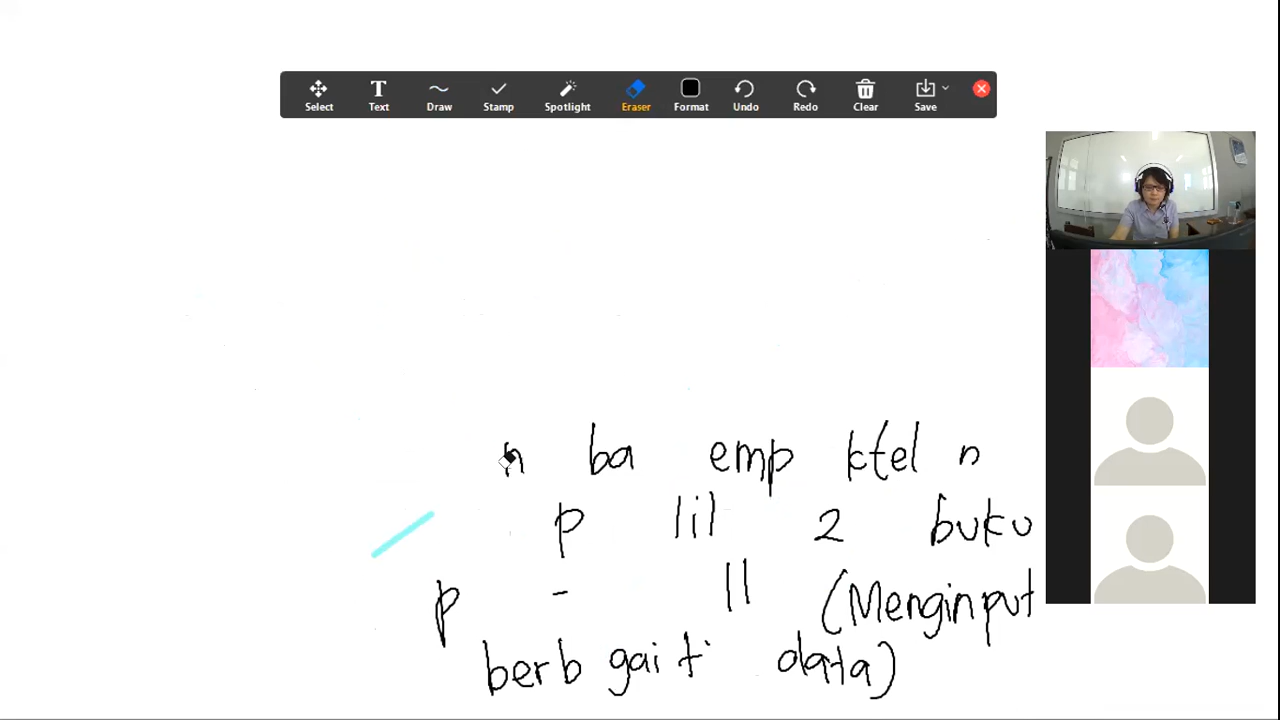 Select Text Draw Stamp Spotlight Eraser Format Undo Redo Clear Save
n ba emp ktel n
p lil 2 buku
p - ll (Menginput
berb gai ti data)